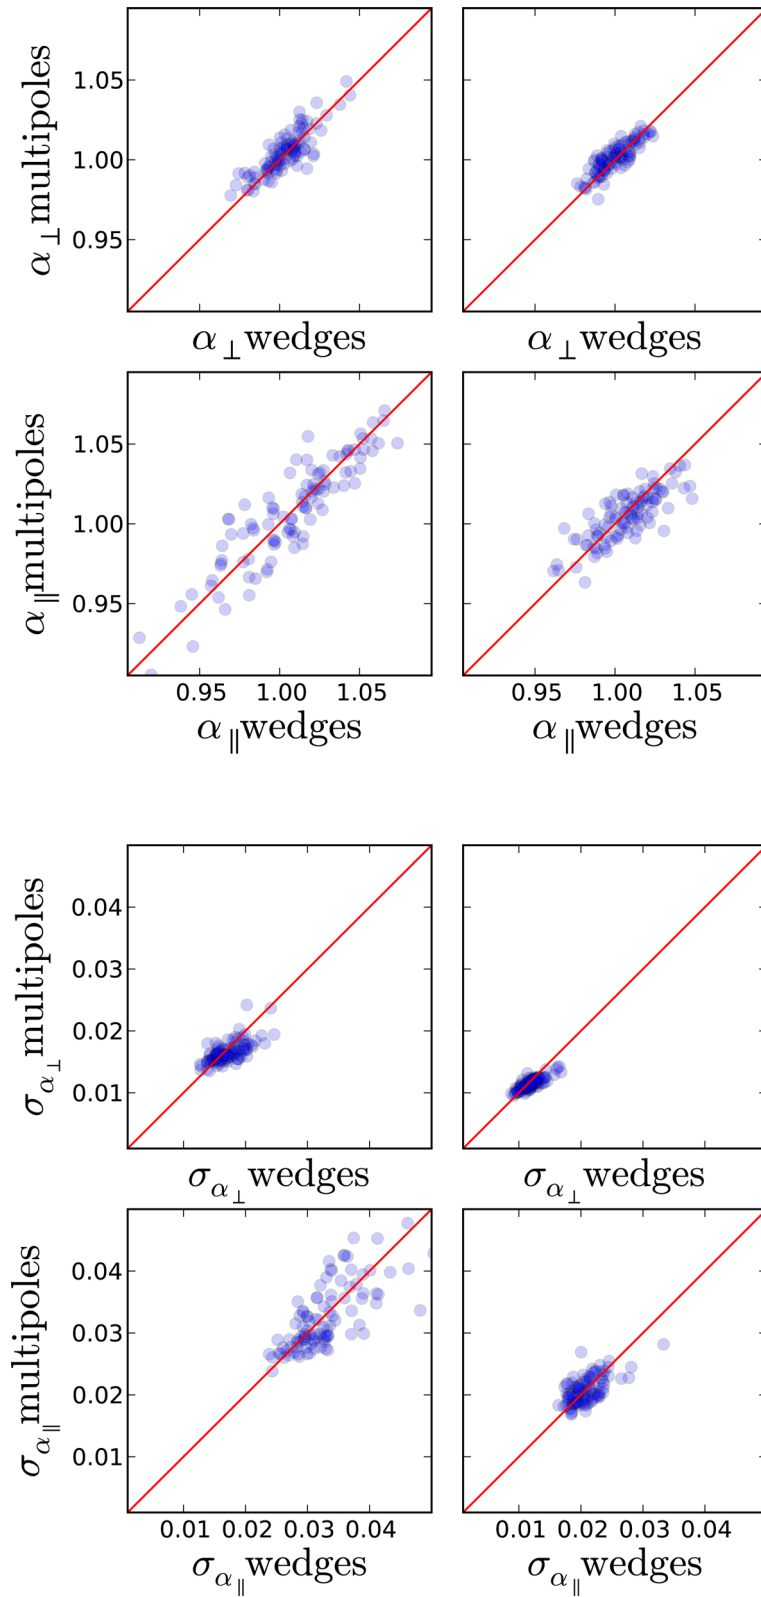 α⊥multipoles
1.05
1.00
0.95
α⊥wedges
α⊥wedges
α∥multipoles
1.05
1.00
0.95
0.95 1.00 1.05
0.95 1.00 1.05
α∥wedges
α∥wedges
σα⊥multipoles
0.04
0.03
0.02
0.01
σα⊥wedges
σα⊥wedges
σα∥multipoles
0.04
0.03
0.02
0.01
0.01 0.02 0.03 0.04
0.01 0.02 0.03 0.04
σα∥wedges
σα∥wedges